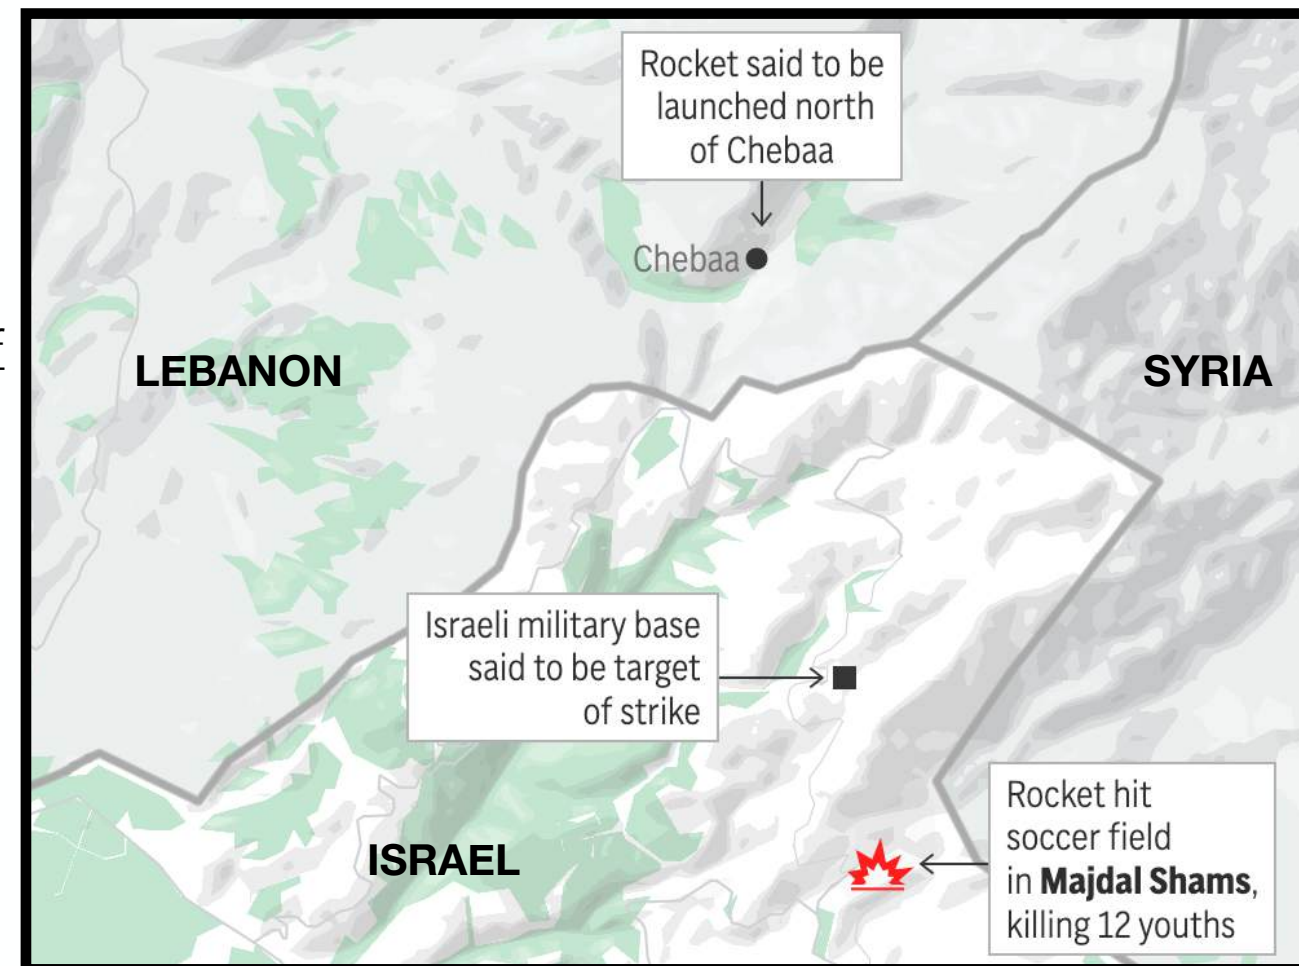 Rocket said to be
launched north
of Chebaa
Chebaa
LEBANON
SYRIA
Israeli military base
said to be target
of strike
Rocket hit
soccer field
in Majdal Shams,
killing 12 youths
ISRAEL